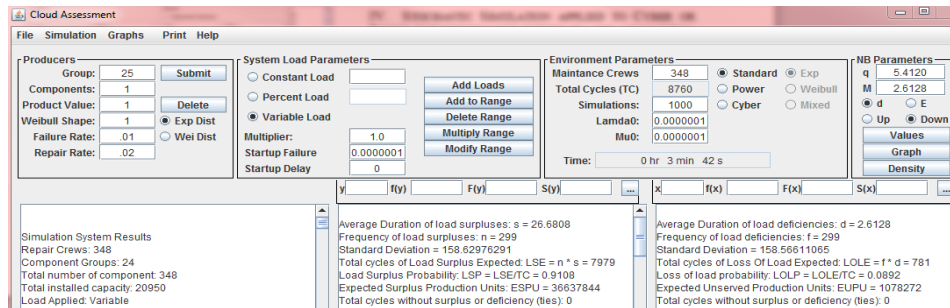 Cloud Assessment
File Simulation Graphs Print Help
Producers
Group: 25 Submit
Components: 1
Product Value: 1 Delete
Weibull Shape: 1 Exp Dist
Failure Rate: .01 Wei Dist
Repair Rate: .02
System Load Parameters
Constant Load
Percent Load
Variable Load
Multiplier: 1.0
Startup Failure 0.0000001
Startup Delay 0
Add Loads
Add to Range
Delete Range
Multiply Range
Modify Range
Environment Parameters
Maintance Crews 348 Standard Exp
Total Cycles (TC) 8760 Power Weibull
Simulations: 1000 Cyber Mixed
Lamda0: 0.0000001
Mu0: 0.0000001
Time: 0 hr 3 min 42 s
NB Parameters
q 5.4120
M 2.6128
d E
Up Down
Values
Graph
Density
y f(y) F(y) S(y) ...
x f(x) F(x) S(x) ...
Simulation System Results
Repair Crews: 348
Component Groups: 24
Total number of component: 348
Total installed capacity: 20950
Load Applied: Variable
Average Duration of load surpluses: s = 26.6808
Frequency of load surpluses: n = 299
Standard Deviation = 158.62976291
Total cycles of Load Surplus Expected: LSE = n * s = 7979
Load Surplus Probability: LSP = LSE/TC = 0.9108
Expected Surplus Production Units: ESPU = 36637844
Total cycles without surplus or deficiency (ties): 0
Average Duration of load deficiencies: d = 2.6128
Frequency of load deficiencies: f = 299
Standard Deviation = 158.56611065
Total cycles of Loss Of Load Expected: LOLE = f * d = 781
Loss of load probability: LOLP = LOLE/TC = 0.0892
Expected Unserved Production Units: EUPU = 1078272
Total cycles without surplus or deficiency (ties): 0